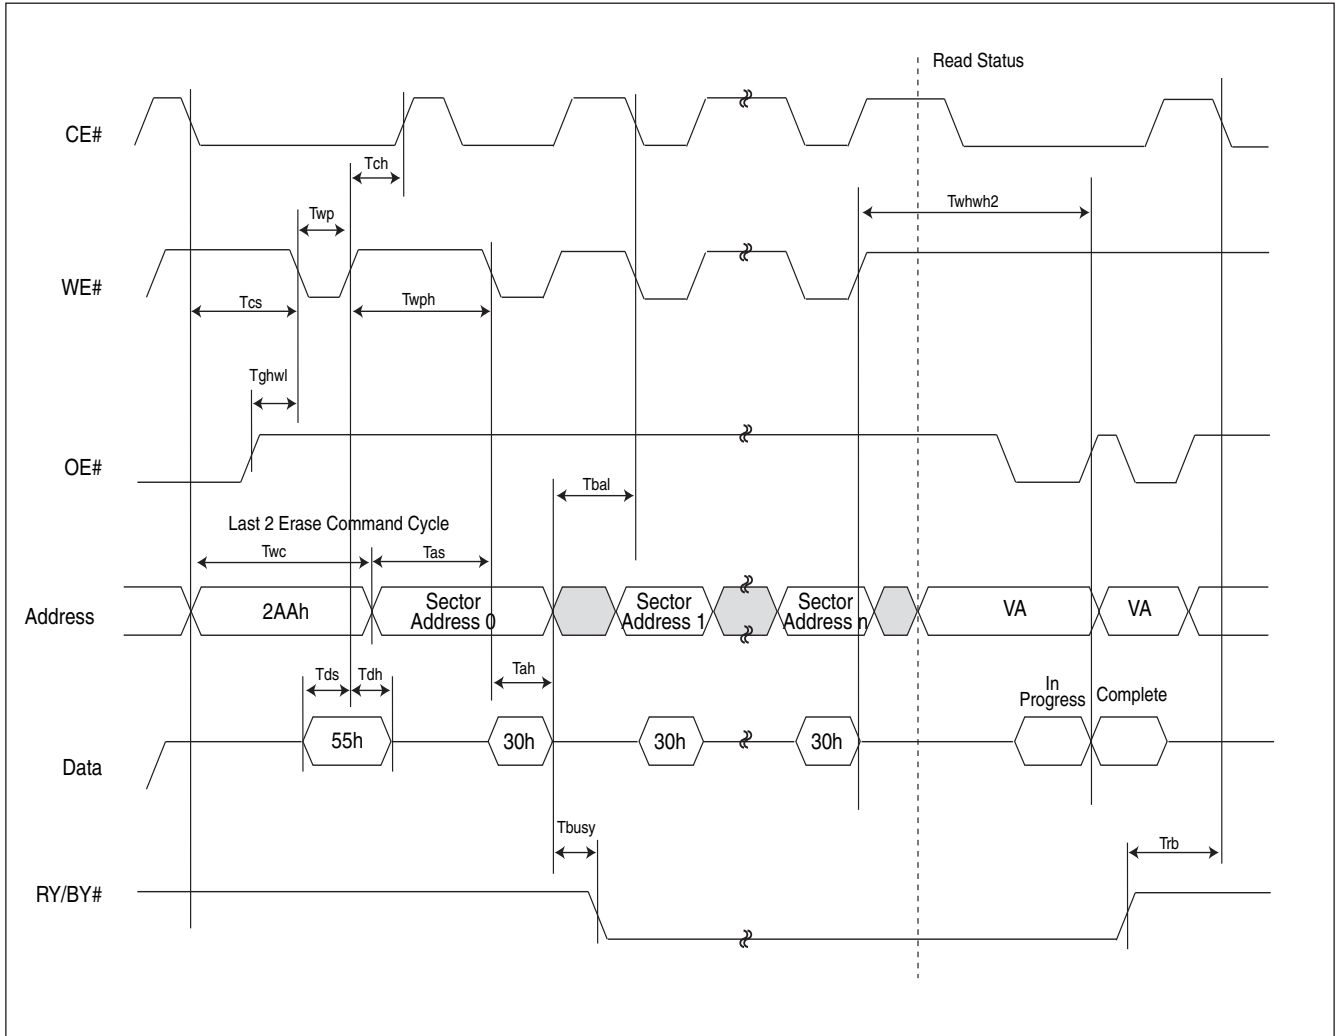 Read Status
CE#
Tch
Twhwh2
Twp
WE#
Tcs
Twph
Tghwl
OE#
Tbal
Last 2 Erase Command Cycle
Twc
Tas
Address
2AAh
Sector
Address 0
Sector
Address 1
Sector
Address n
VA
VA
Tds
Tdh
Tah
In
Progress
Complete
Data
55h
30h
30h
30h
Tbusy
Trb
RY/BY#